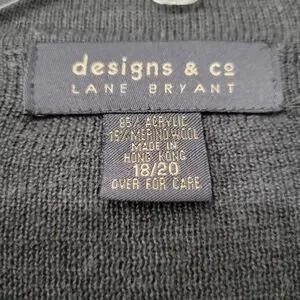 designs & co
LANE BRYANT
85% ACRYLIC
15% MERINO WOOL
MADE IN
HONG KONG
18/20
OVER FOR CARE